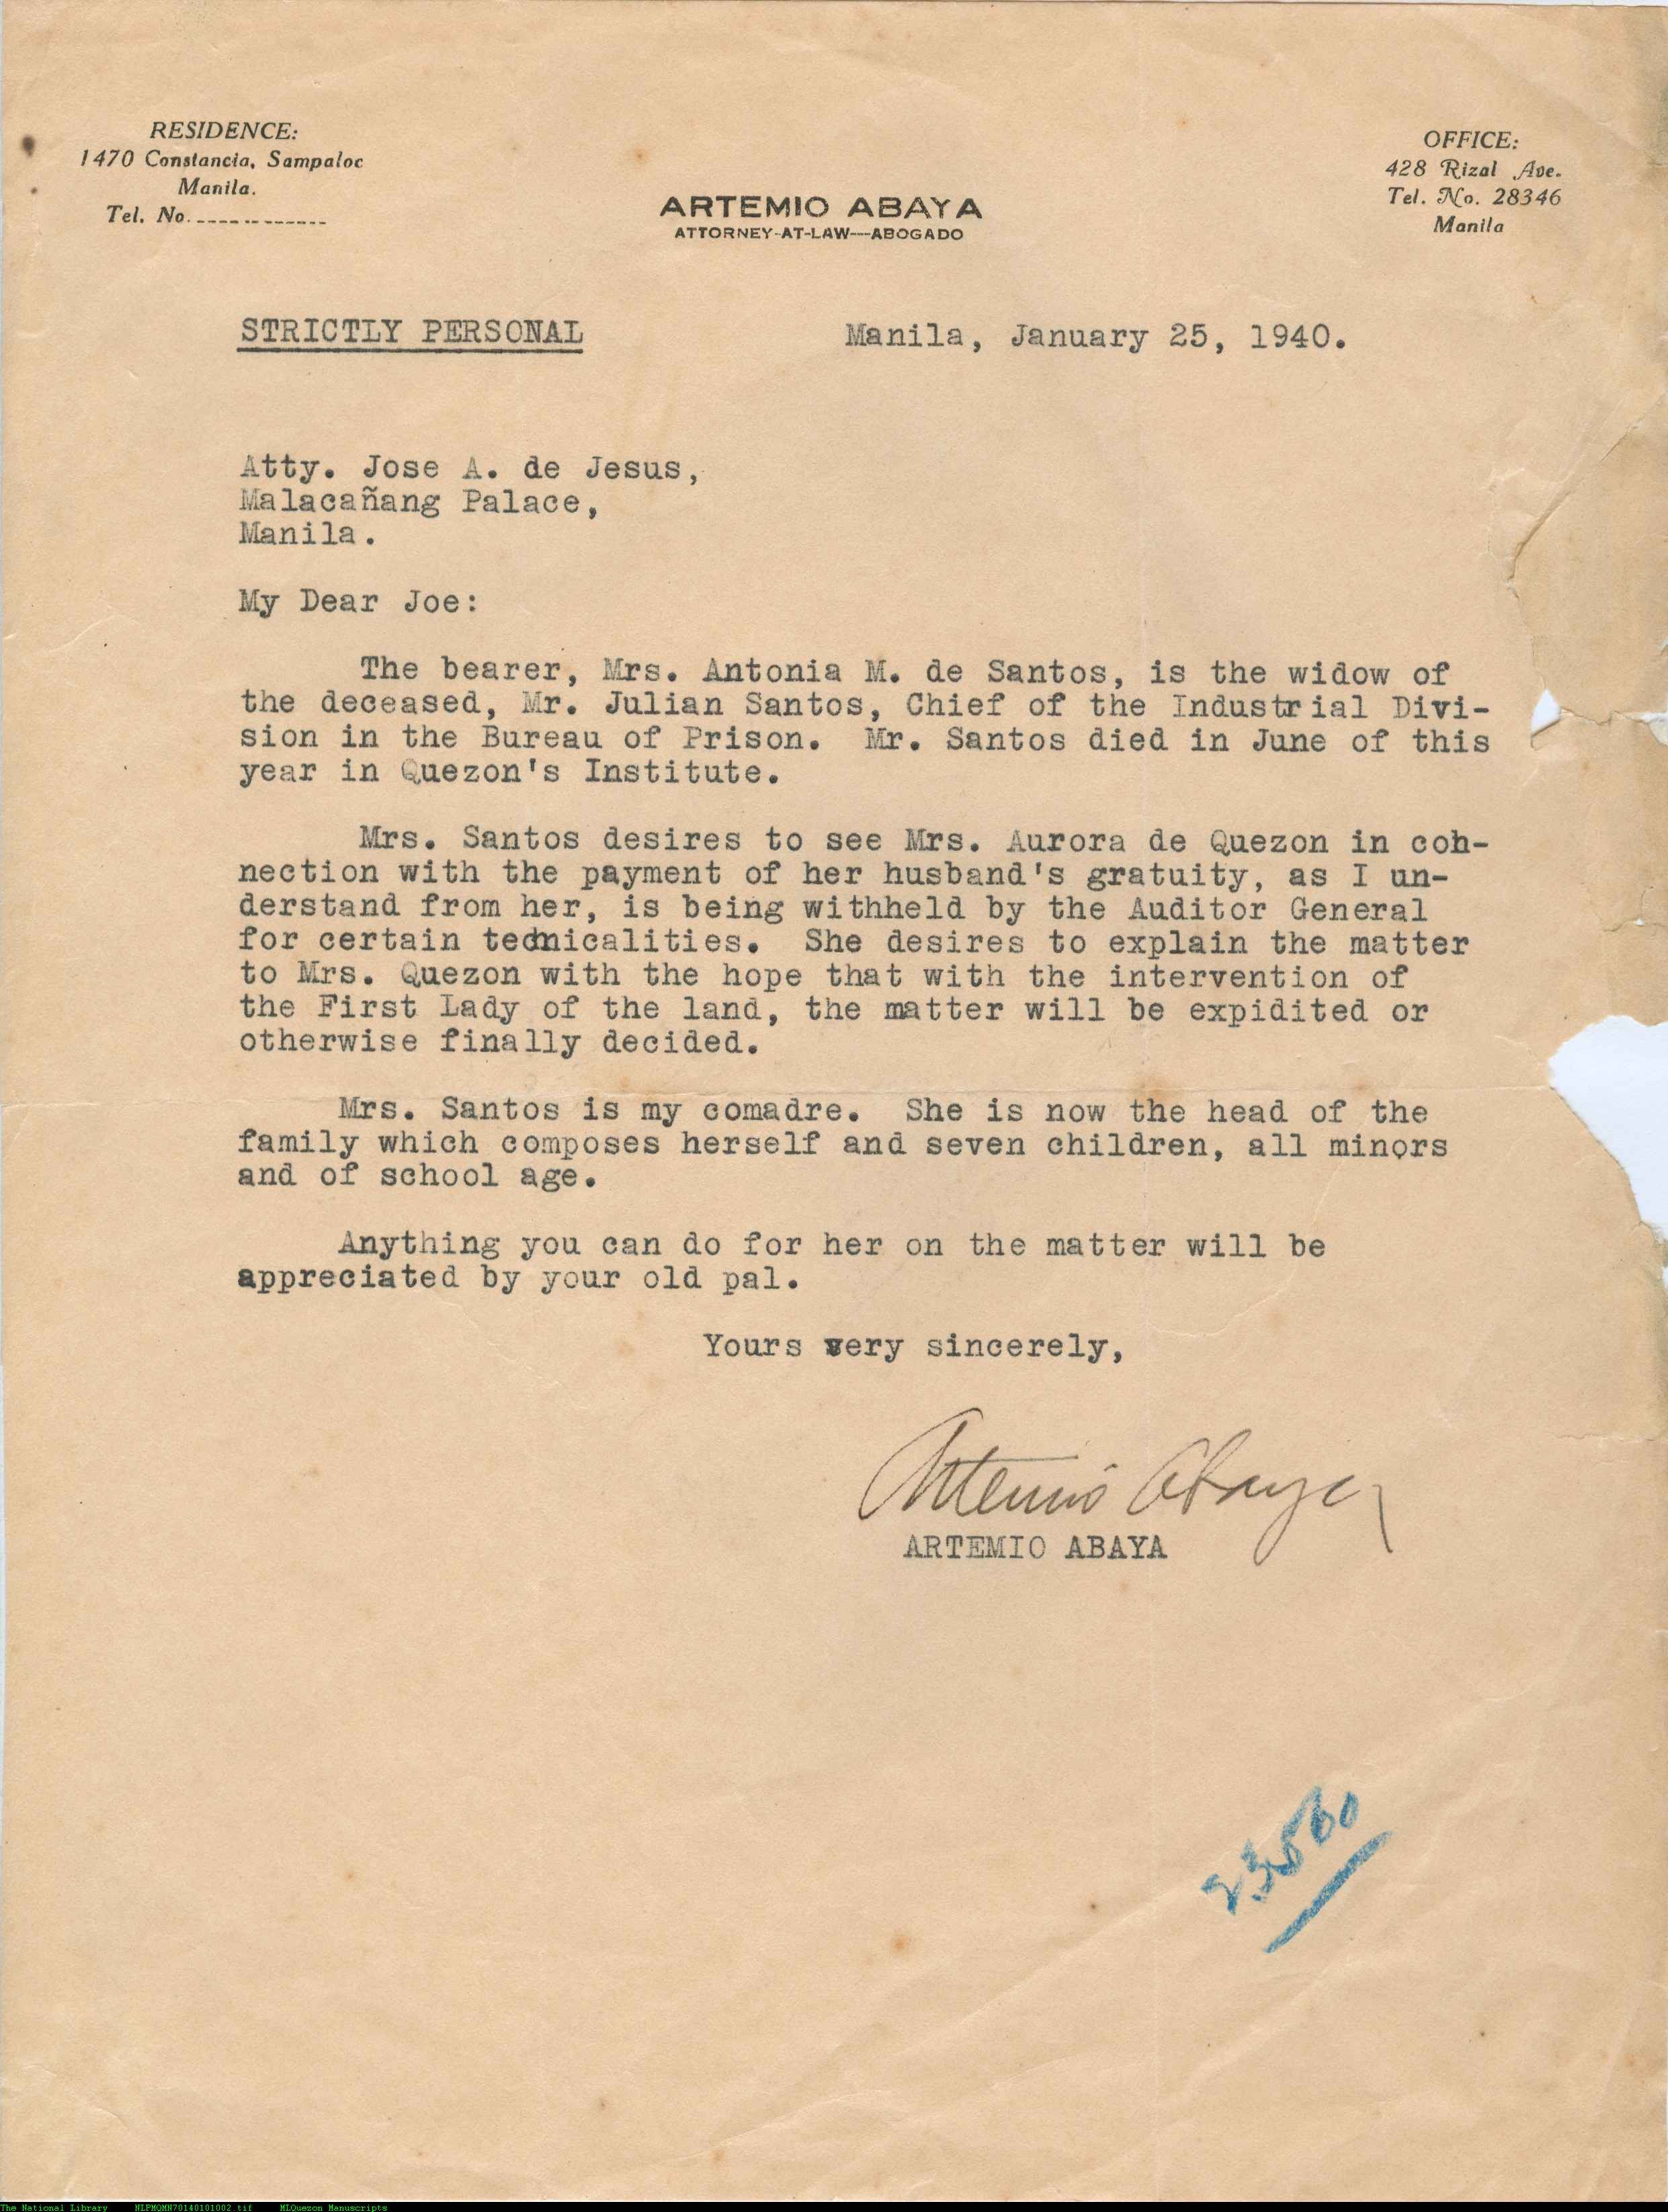 RESIDENCE:
1470 Constancia, Sampaloc
Manila.
Tel. No.
OFFICE:
428 Rizal Ave.
Tel. No. 28346
Manila
ARTEMIO ABAYA
ATTORNEY-AT-LAW--ABOGADO
STRICTLY PERSONAL
Manila, January 25, 1940.
Atty. Jose A. de Jesus,
Malacañang Palace,
Manila.
My Dear Joe:
The bearer, Mrs. Antonia M. de Santos, is the widow of
the deceased, Mr. Julian Santos, Chief of the Industrial Divi-
sion in the Bureau of Prison. Mr. Santos died in June of this
year in Quezon's Institute.
Mrs. Santos desires to see Mrs. Aurora de Quezon in coh-
nection with the payment of her husband's gratuity, as I un-
derstand from her, is being withheld by the Auditor General
for certain technicalities. She desires to explain the matter
to Mrs. Quezon with the hope that with the intervention of
the First Lady of the land, the matter will be expidited or
otherwise finally decided.
Mrs. Santos is my comadre. She is now the head of the
family which composes herself and seven children, all minors
and of school age.
Anything you can do for her on the matter will be
appreciated by your old pal.
Yours very sincerely,
Artemio Abaya
ARTEMIO ABAYA
The National Library NLPMQMN70140101002.tif MLQuezon Manuscripts